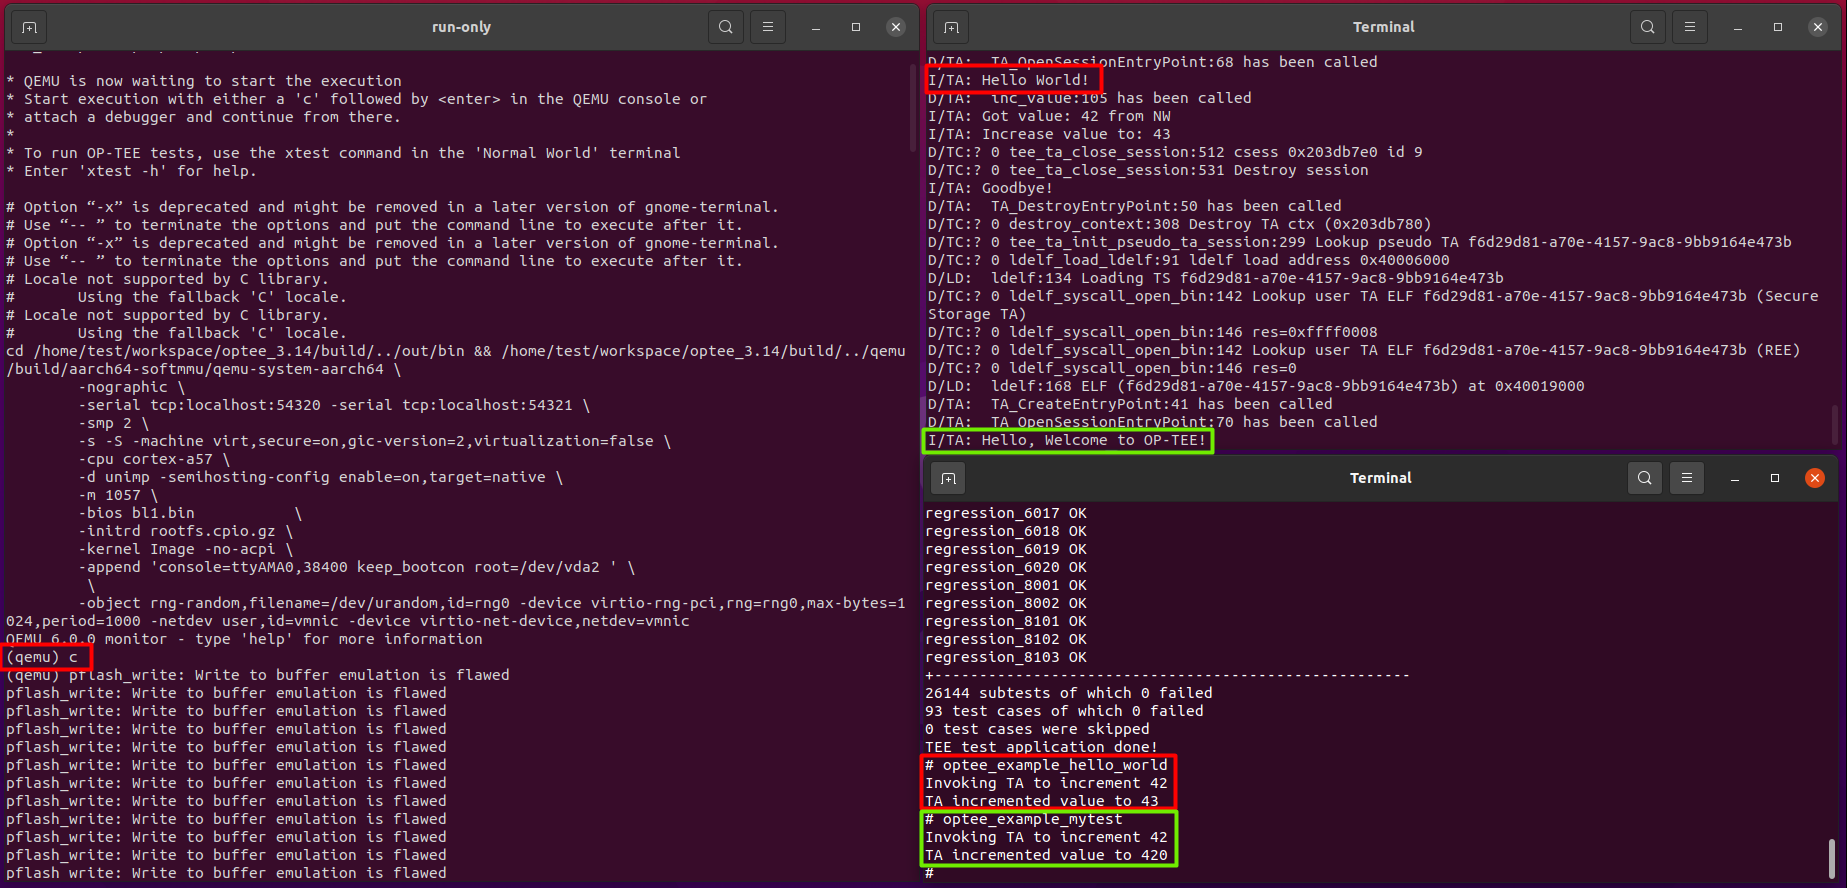 run-only
* QEMU is now waiting to start the execution
* Start execution with either a 'c' followed by <enter> in the QEMU console or
* attach a debugger and continue from there.
*
* To run OP-TEE tests, use the xtest command in the 'Normal World' terminal
* Enter 'xtest -h' for help.
# Option “-x” is deprecated and might be removed in a later version of gnome-terminal.
# Use “-- ” to terminate the options and put the command line to execute after it.
# Option “-x” is deprecated and might be removed in a later version of gnome-terminal.
# Use “-- ” to terminate the options and put the command line to execute after it.
# Locale not supported by C library.
#       Using the fallback 'C' locale.
# Locale not supported by C library.
#       Using the fallback 'C' locale.
cd /home/test/workspace/optee_3.14/build/../out/bin && /home/test/workspace/optee_3.14/build/../qemu
/build/aarch64-softmmu/qemu-system-aarch64 \
        -nographic \
        -serial tcp:localhost:54320 -serial tcp:localhost:54321 \
        -smp 2 \
        -s -S -machine virt,secure=on,gic-version=2,virtualization=false \
        -cpu cortex-a57 \
        -d unimp -semihosting-config enable=on,target=native \
        -m 1057 \
        -bios bl1.bin           \
        -initrd rootfs.cpio.gz \
        -kernel Image -no-acpi \
        -append 'console=ttyAMA0,38400 keep_bootcon root=/dev/vda2 ' \
         \
        -object rng-random,filename=/dev/urandom,id=rng0 -device virtio-rng-pci,rng=rng0,max-bytes=1
024,period=1000 -netdev user,id=vmnic -device virtio-net-device,netdev=vmnic
QEMU 6.0.0 monitor - type 'help' for more information
(qemu) c
(qemu) pflash_write: Write to buffer emulation is flawed
pflash_write: Write to buffer emulation is flawed
pflash_write: Write to buffer emulation is flawed
pflash_write: Write to buffer emulation is flawed
pflash_write: Write to buffer emulation is flawed
pflash_write: Write to buffer emulation is flawed
pflash_write: Write to buffer emulation is flawed
pflash_write: Write to buffer emulation is flawed
pflash_write: Write to buffer emulation is flawed
pflash_write: Write to buffer emulation is flawed
pflash_write: Write to buffer emulation is flawed
pflash write: Write to buffer emulation is flawed
Terminal
D/TA:  TA_OpenSessionEntryPoint:68 has been called
I/TA: Hello World!
D/TA:  inc_value:105 has been called
I/TA: Got value: 42 from NW
I/TA: Increase value to: 43
D/TC:? 0 tee_ta_close_session:512 csess 0x203db7e0 id 9
D/TC:? 0 tee_ta_close_session:531 Destroy session
I/TA: Goodbye!
D/TA:  TA_DestroyEntryPoint:50 has been called
D/TC:? 0 destroy_context:308 Destroy TA ctx (0x203db780)
D/TC:? 0 tee_ta_init_pseudo_ta_session:299 Lookup pseudo TA f6d29d81-a70e-4157-9ac8-9bb9164e473b
D/TC:? 0 ldelf_load_ldelf:91 ldelf load address 0x40006000
D/LD:  ldelf:134 Loading TS f6d29d81-a70e-4157-9ac8-9bb9164e473b
D/TC:? 0 ldelf_syscall_open_bin:142 Lookup user TA ELF f6d29d81-a70e-4157-9ac8-9bb9164e473b (Secure
Storage TA)
D/TC:? 0 ldelf_syscall_open_bin:146 res=0xffff0008
D/TC:? 0 ldelf_syscall_open_bin:142 Lookup user TA ELF f6d29d81-a70e-4157-9ac8-9bb9164e473b (REE)
D/TC:? 0 ldelf_syscall_open_bin:146 res=0
D/LD:  ldelf:168 ELF (f6d29d81-a70e-4157-9ac8-9bb9164e473b) at 0x40019000
D/TA:  TA_CreateEntryPoint:41 has been called
D/TA:  TA_OpenSessionEntryPoint:70 has been called
I/TA: Hello, Welcome to OP-TEE!
Terminal
regression_6017 OK
regression_6018 OK
regression_6019 OK
regression_6020 OK
regression_8001 OK
regression_8002 OK
regression_8101 OK
regression_8102 OK
regression_8103 OK
+-----------------------------------------------------
26144 subtests of which 0 failed
93 test cases of which 0 failed
0 test cases were skipped
TEE test application done!
# optee_example_hello_world
Invoking TA to increment 42
TA incremented value to 43
# optee_example_mytest
Invoking TA to increment 42
TA incremented value to 420
#